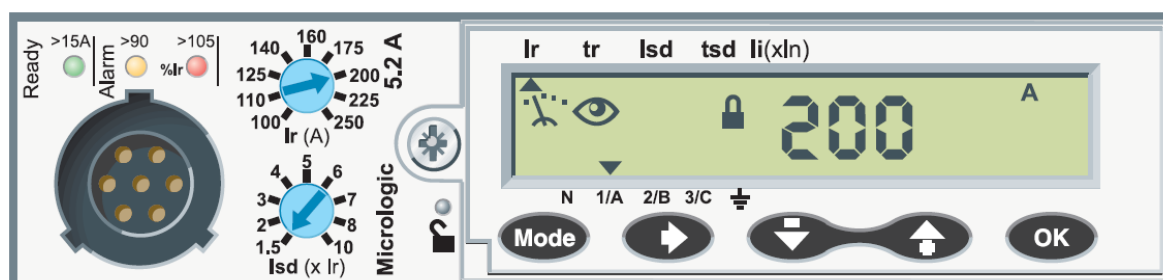 Ready
>15A
Alarm
>90
>105
%Ir
160
140
175
125
200
110
225
100
250
Ir (A)
5
4
6
3
7
2
8
1.5
10
Isd (x Ir)
5.2 A
Micrologic
Ir tr Isd tsd Ii(xIn)
200
A
N 1/A 2/B 3/C
Mode
OK